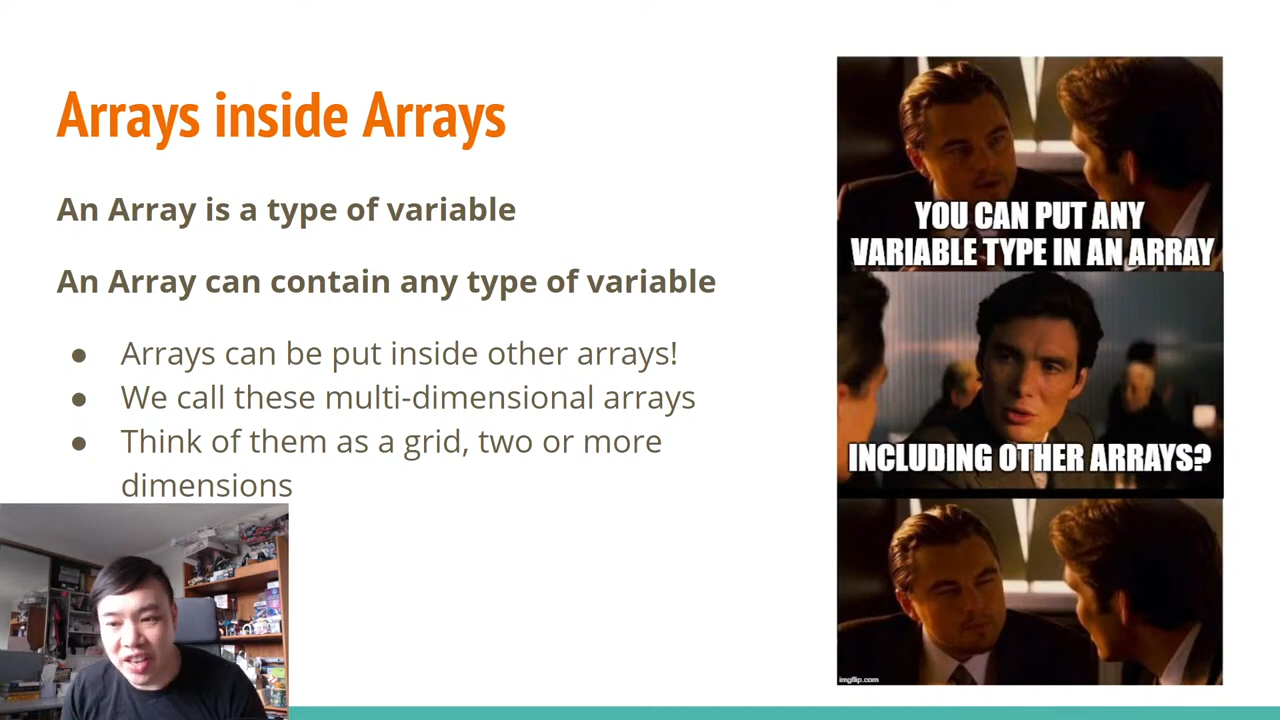 Arrays inside Arrays
An Array is a type of variable
An Array can contain any type of variable
● Arrays can be put inside other arrays!
● We call these multi-dimensional arrays
● Think of them as a grid, two or more
dimensions
YOU CAN PUT ANY
VARIABLE TYPE IN AN ARRAY
INCLUDING OTHER ARRAYS?
imgflip.com